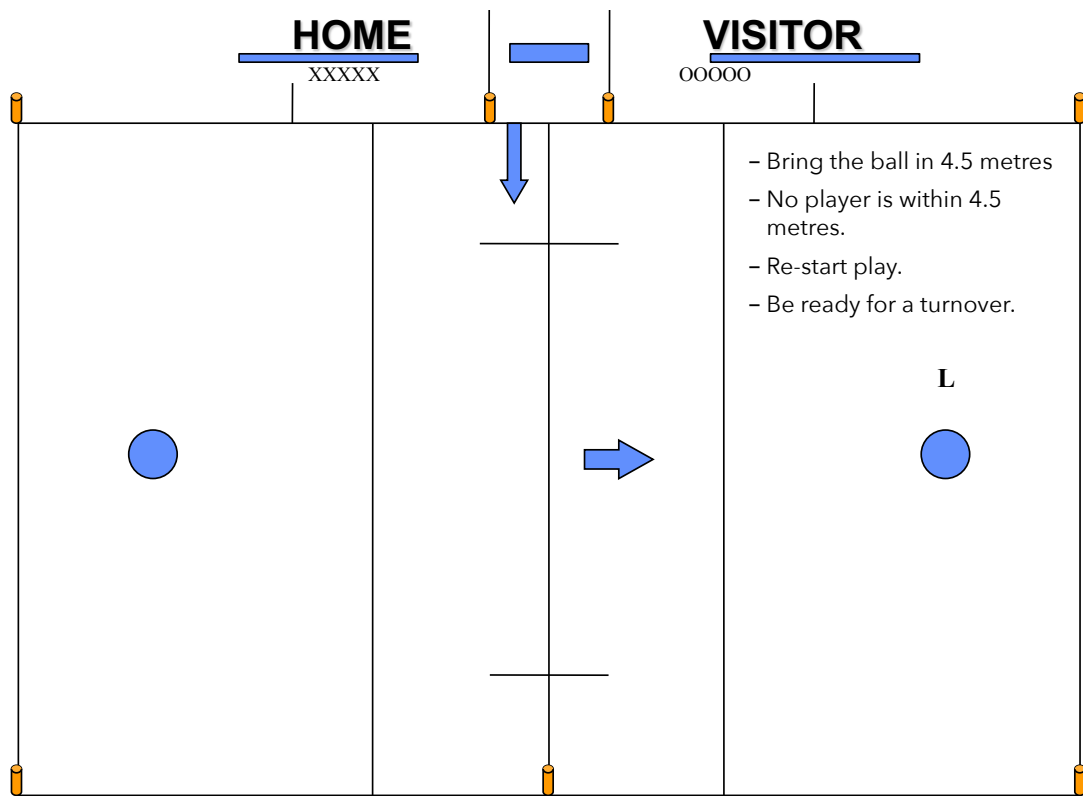 HOME
VISITOR
XXXXX
OOOOO
– Bring the ball in 4.5 metres
– No player is within 4.5
metres.
– Re-start play.
– Be ready for a turnover.
L